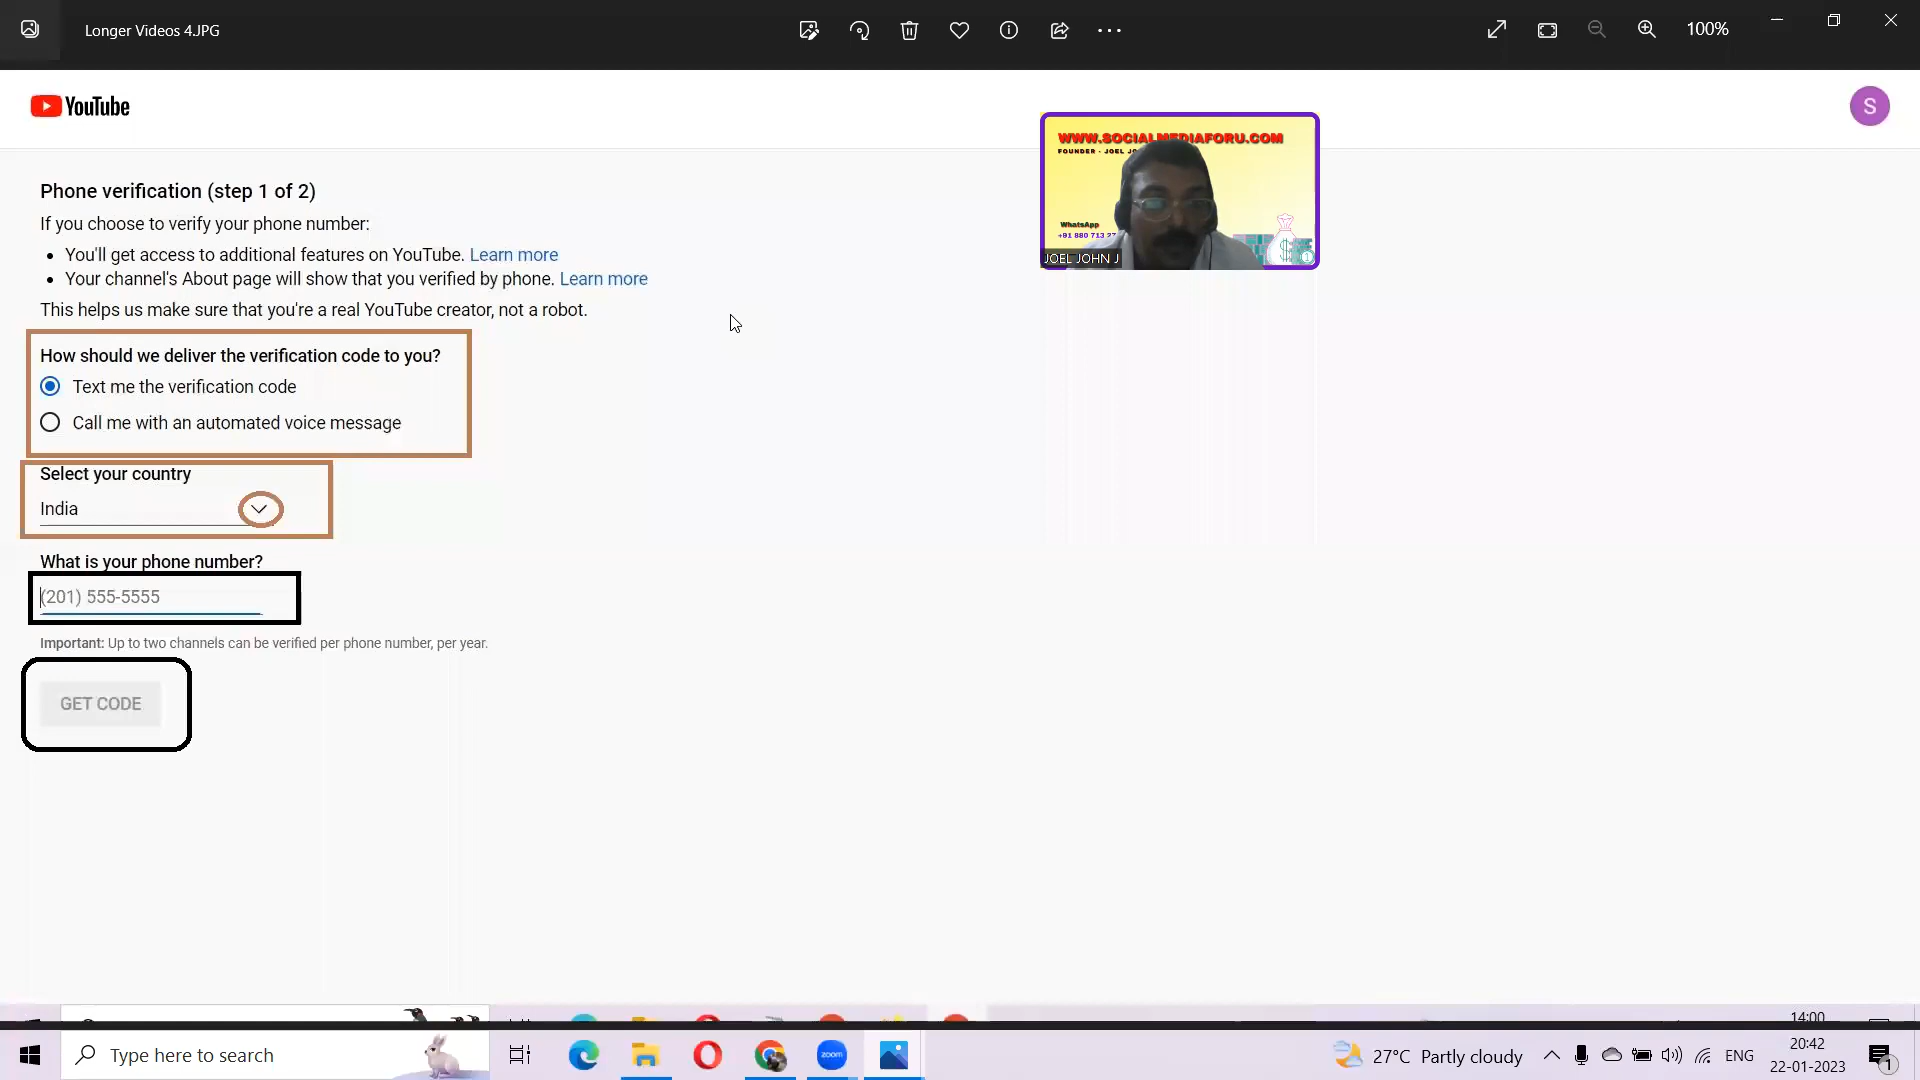 Longer Videos 4.JPG
100%
YouTube
S
WWW.SOCIALMEDIAFORU.COM
FOUNDER - JOEL
WhatsApp
+91 880 713
JOEL JOHN J
Phone verification (step 1 of 2)
If you choose to verify your phone number:
You'll get access to additional features on YouTube. Learn more
Your channel's About page will show that you verified by phone. Learn more
This helps us make sure that you're a real YouTube creator, not a robot.
How should we deliver the verification code to you?
Text me the verification code
Call me with an automated voice message
Select your country
India
What is your phone number?
(201) 555-5555
Important: Up to two channels can be verified per phone number, per year.
GET CODE
14:00
Type here to search
zoom
27°C Partly cloudy
ENG
20:42
22-01-2023
1